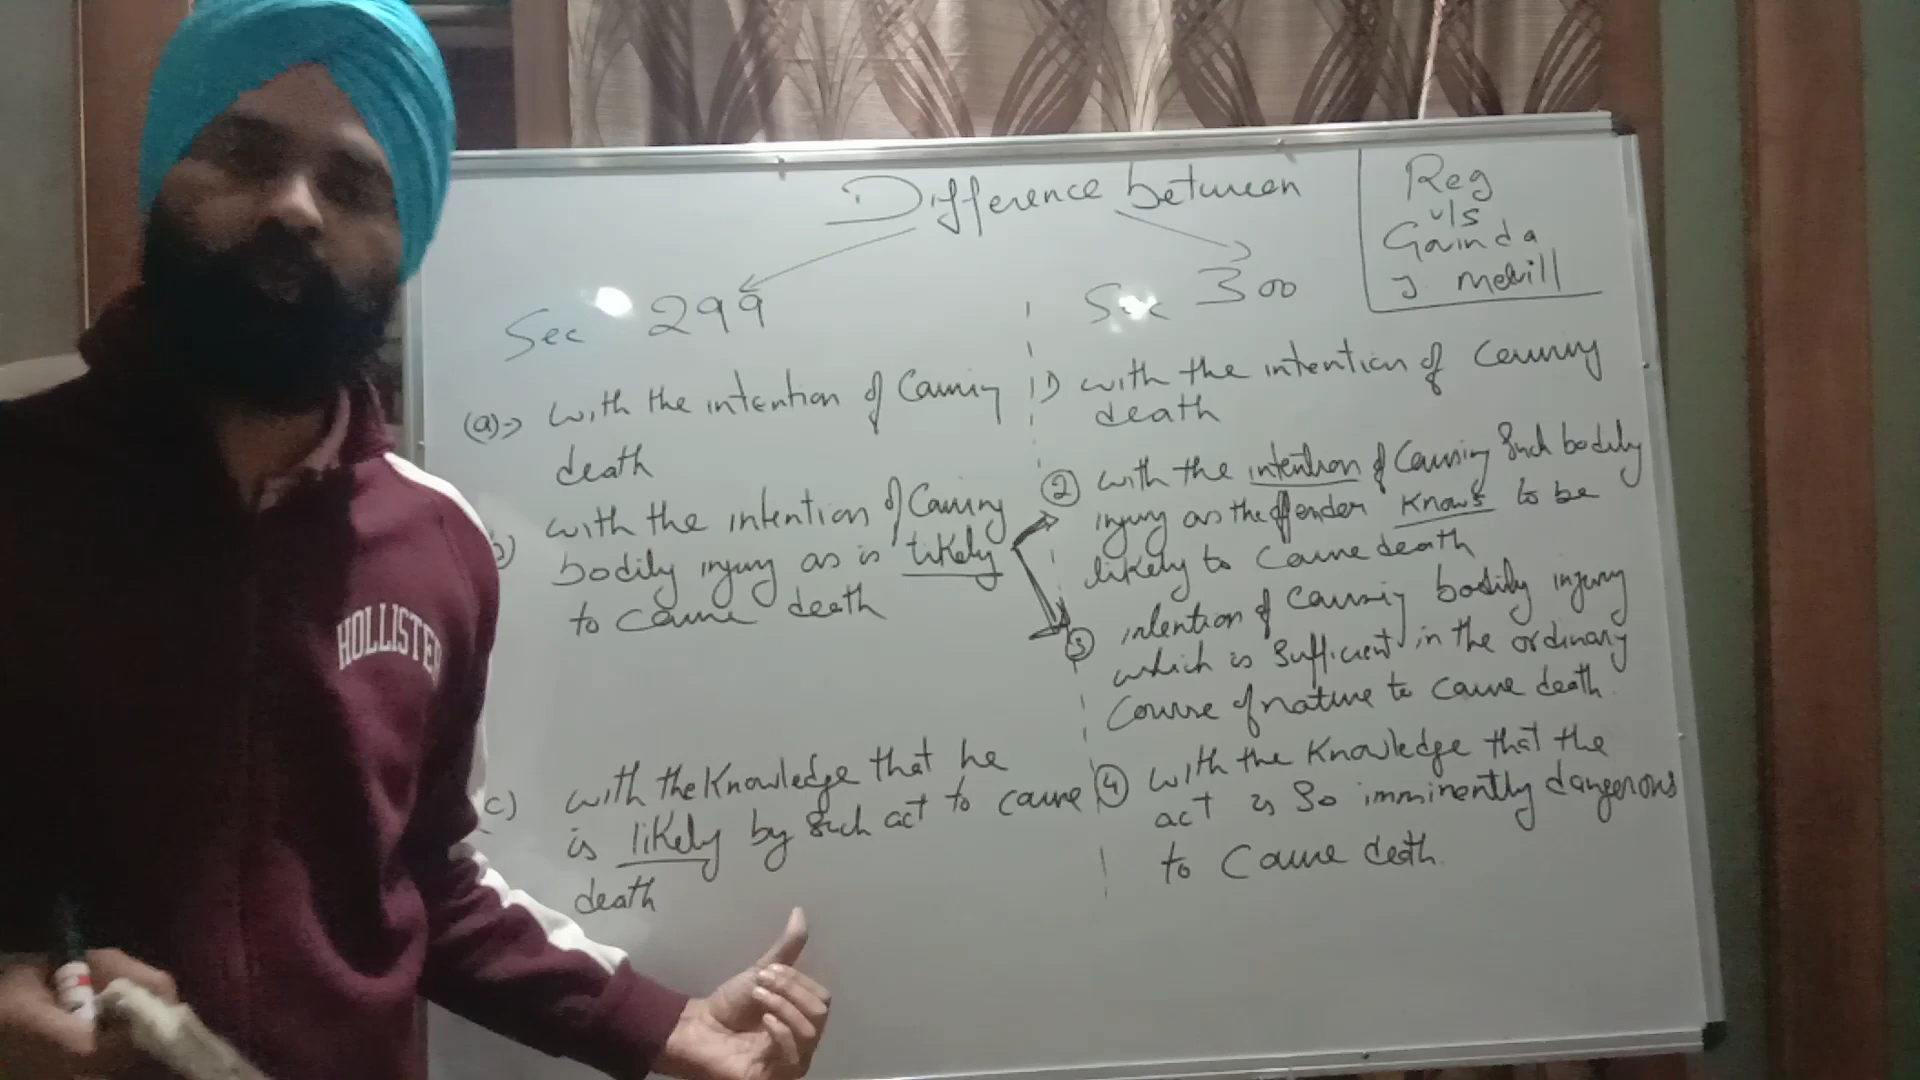 Difference between
Reg
v/s
Govinda
J. Melvill
Sec 299
(a)-> with the intention of Causing
death
b) with the intention of Causing
bodily injury as is likely
to cause death
(c) with the Knowledge that he
is likely by such act to cause
death
Sec 300
1) with the intention of Causing
death
② with the intention of Causing Such bodily
injury as the offender Knows to be
likely to Cause death
③ intention of Causing bodily injury
which is Sufficient in the ordinary
Course of nature to Cause death.
④ with the Knowledge that the
act is So imminently dangerous
to Cause death.
HOLLISTER